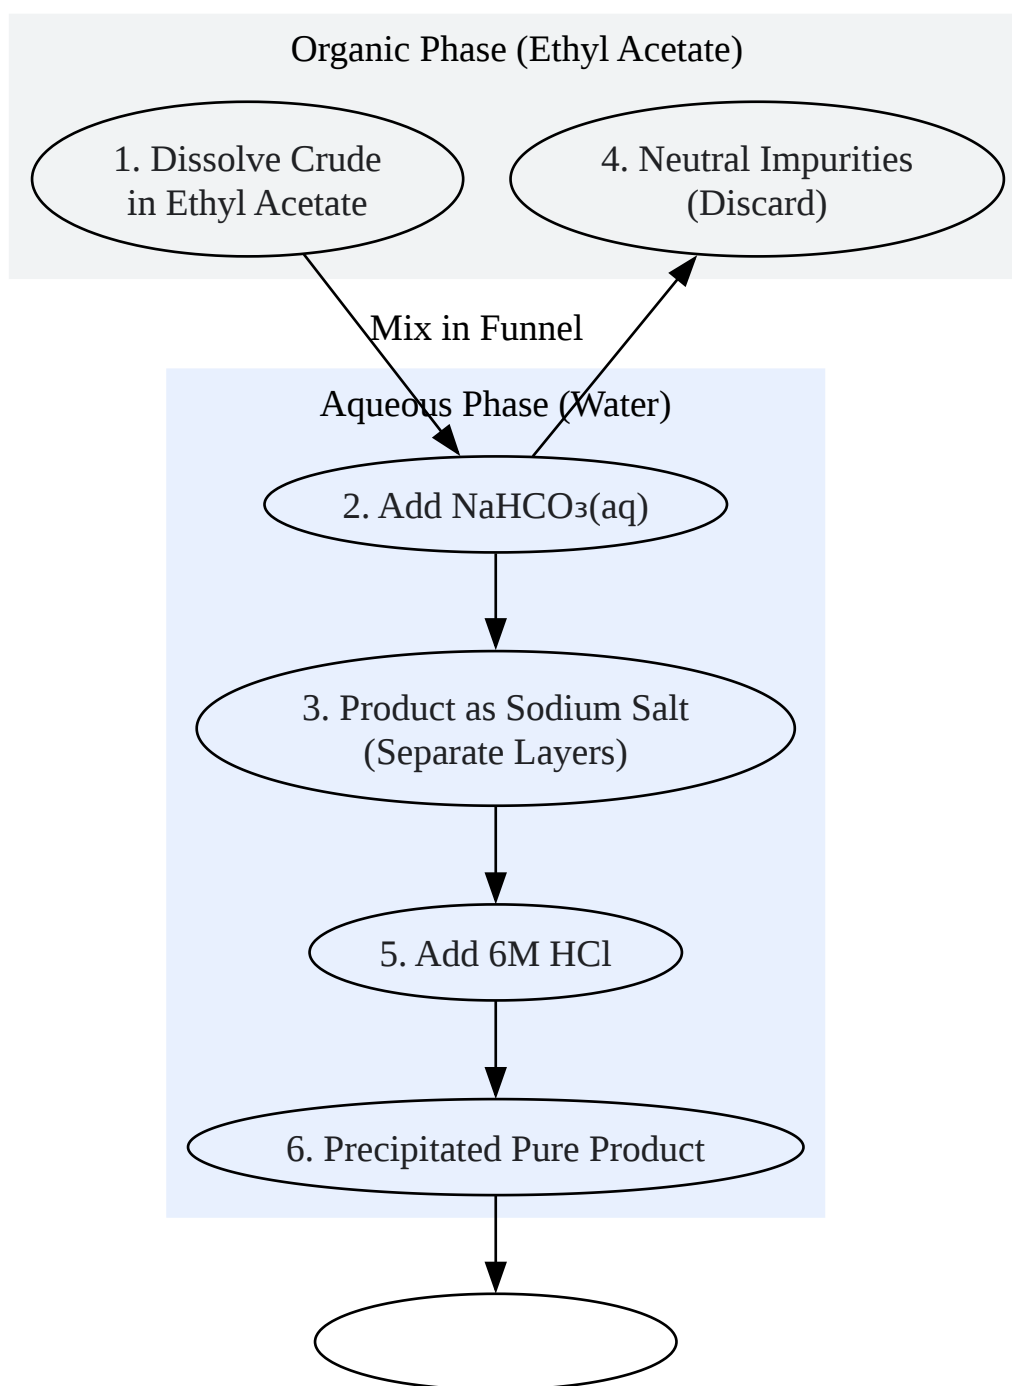 Organic Phase (Ethyl Acetate)
1. Dissolve Crude
in Ethyl Acetate
4. Neutral Impurities
(Discard)
Mix in Funnel
Aqueous Phase (Water)
2. Add NaHCO₃(aq)
3. Product as Sodium Salt
(Separate Layers)
5. Add 6M HCl
6. Precipitated Pure Product